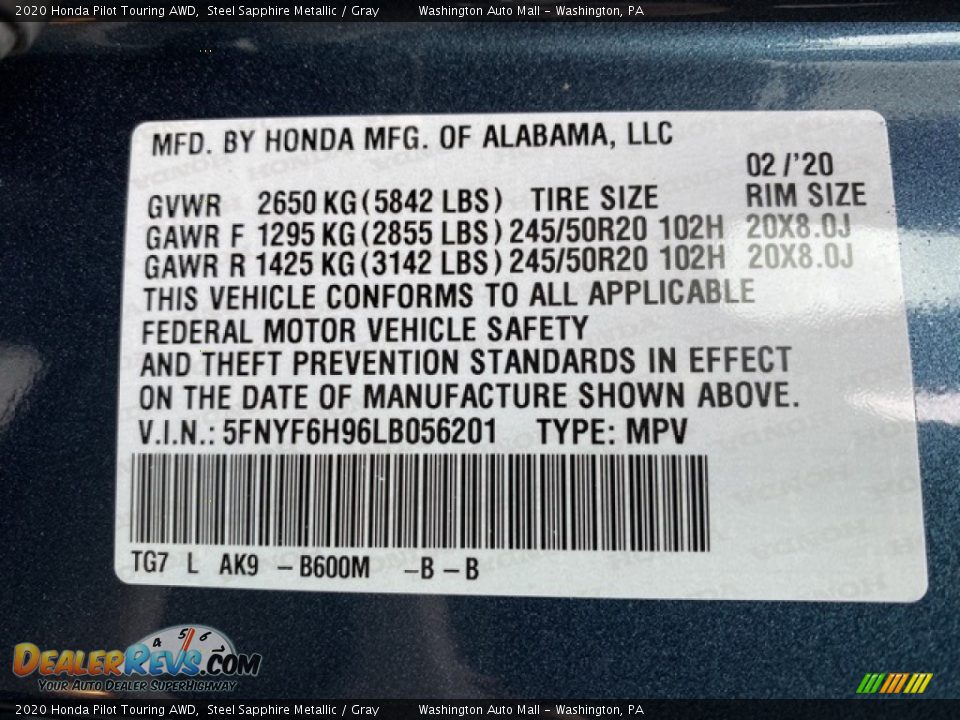 2020 Honda Pilot Touring AWD, Steel Sapphire Metallic / Gray Washington Auto Mall - Washington, PA
MFD. BY HONDA MFG. OF ALABAMA, LLC
02/'20
GVWR 2650 KG (5842 LBS) TIRE SIZE RIM SIZE
GAWR F 1295 KG (2855 LBS) 245/50R20 102H 20X8.0J
GAWR R 1425 KG (3142 LBS) 245/50R20 102H 20X8.0J
THIS VEHICLE CONFORMS TO ALL APPLICABLE
FEDERAL MOTOR VEHICLE SAFETY
AND THEFT PREVENTION STANDARDS IN EFFECT
ON THE DATE OF MANUFACTURE SHOWN ABOVE.
V.I.N.: 5FNYF6H96LB056201 TYPE: MPV
TG7 L AK9 - B600M -B - B
4 5 6
DEALERREVS.COM
YOUR AUTO DEALER SUPERHIGHWAY
2020 Honda Pilot Touring AWD, Steel Sapphire Metallic / Gray Washington Auto Mall - Washington, PA